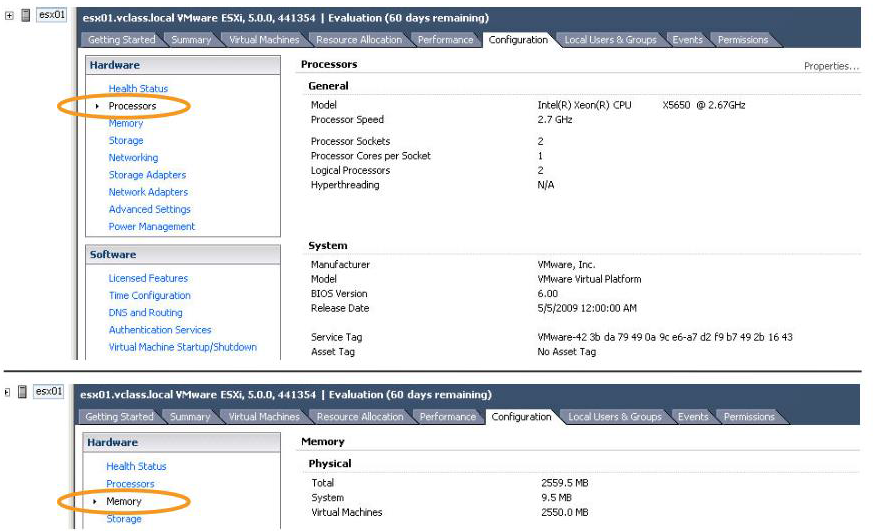 esx01
esx01.vclass.local VMware ESXi, 5.0.0, 441354 | Evaluation (60 days remaining)
Getting Started Summary Virtual Machines Resource Allocation Performance Configuration Local Users & Groups Events Permissions
Hardware
Health Status
Processors
Memory
Storage
Networking
Storage Adapters
Network Adapters
Advanced Settings
Power Management
Software
Licensed Features
Time Configuration
DNS and Routing
Authentication Services
Virtual Machine Startup/Shutdown
Processors
Properties...
General
Model Intel(R) Xeon(R) CPU X5650 @ 2.67GHz
Processor Speed 2.7 GHz
Processor Sockets 2
Processor Cores per Socket 1
Logical Processors 2
Hyperthreading N/A
System
Manufacturer VMware, Inc.
Model VMware Virtual Platform
BIOS Version 6.00
Release Date 5/5/2009 12:00:00 AM
Service Tag VMware-42 3b da 79 49 0a 9c e6-a7 d2 f9 b7 49 2b 16 43
Asset Tag No Asset Tag
esx01
esx01.vclass.local VMware ESXi, 5.0.0, 441354 | Evaluation (60 days remaining)
Getting Started Summary Virtual Machines Resource Allocation Performance Configuration Local Users & Groups Events Permissions
Hardware
Health Status
Processors
Memory
Storage
Memory
Physical
Total 2559.5 MB
System 9.5 MB
Virtual Machines 2550.0 MB